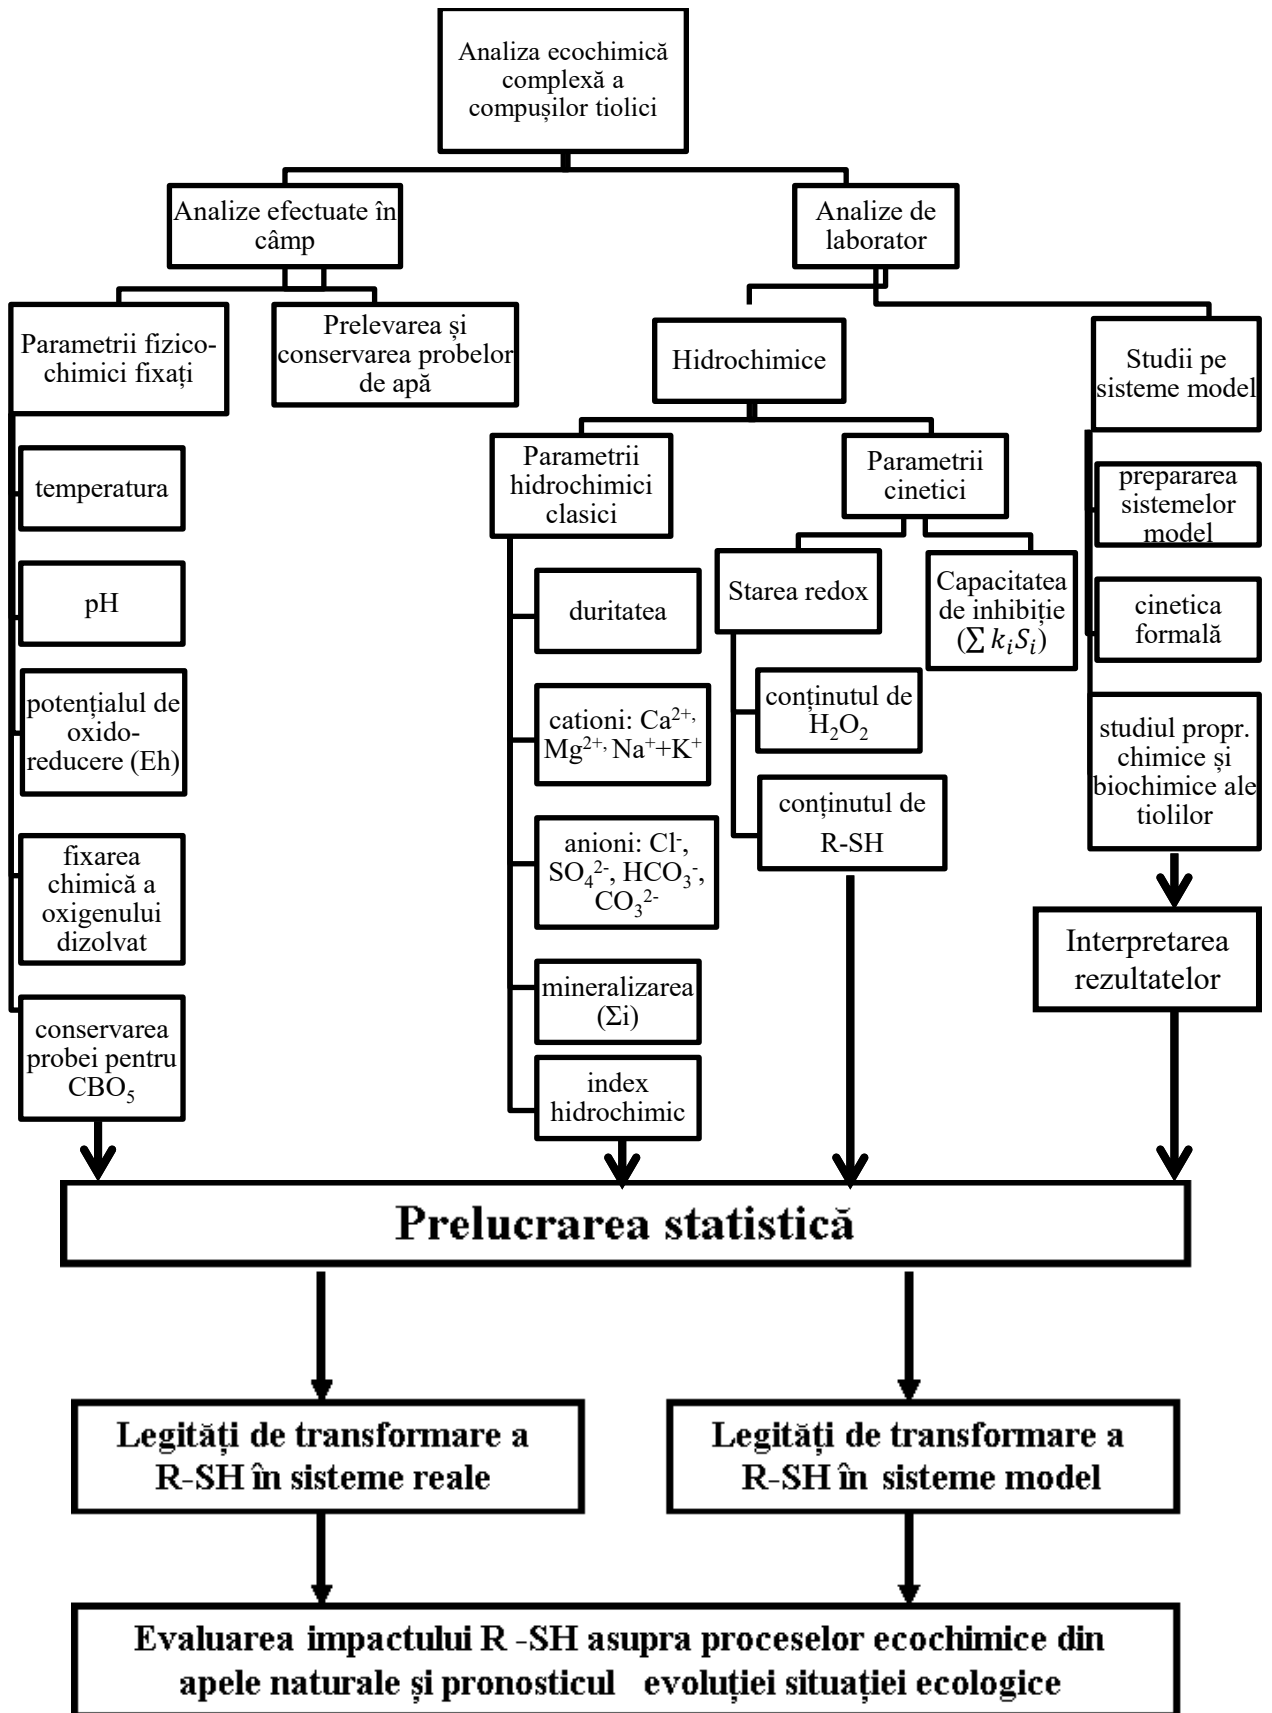 Analiza ecochimică
complexă a
compușilor tiolici
Analize efectuate în
câmp
Analize de
laborator
Parametrii fizico-
chimici fixați
Prelevarea și
conservarea probelor
de apă
Hidrochimice
Studii pe
sisteme model
temperatura
pH
potențialul de
oxido-
reducere (Eh)
fixarea
chimică a
oxigenului
dizolvat
conservarea
probei pentru
CBO₅
Parametrii
hidrochimici
clasici
Parametrii
cinetici
duritatea
cationi: Ca²⁺,
Mg²⁺, Na⁺+K⁺
anioni: Cl⁻,
SO₄²⁻, HCO₃⁻,
CO₃²⁻
mineralizarea
(Σi)
index
hidrochimic
Starea redox
Capacitatea
de inhibiție
(∑ kᵢSᵢ)
conținutul de
H₂O₂
conținutul de
R-SH
prepararea
sistemelor
model
cinetica
formală
studiul propr.
chimice și
biochimice ale
tiolilor
Interpretarea
rezultatelor
Prelucrarea statistică
Legități de transformare a
R-SH în sisteme reale
Legități de transformare a
R-SH în sisteme model
Evaluarea impactului R -SH asupra proceselor ecochimice din
apele naturale și pronosticul evoluției situației ecologice